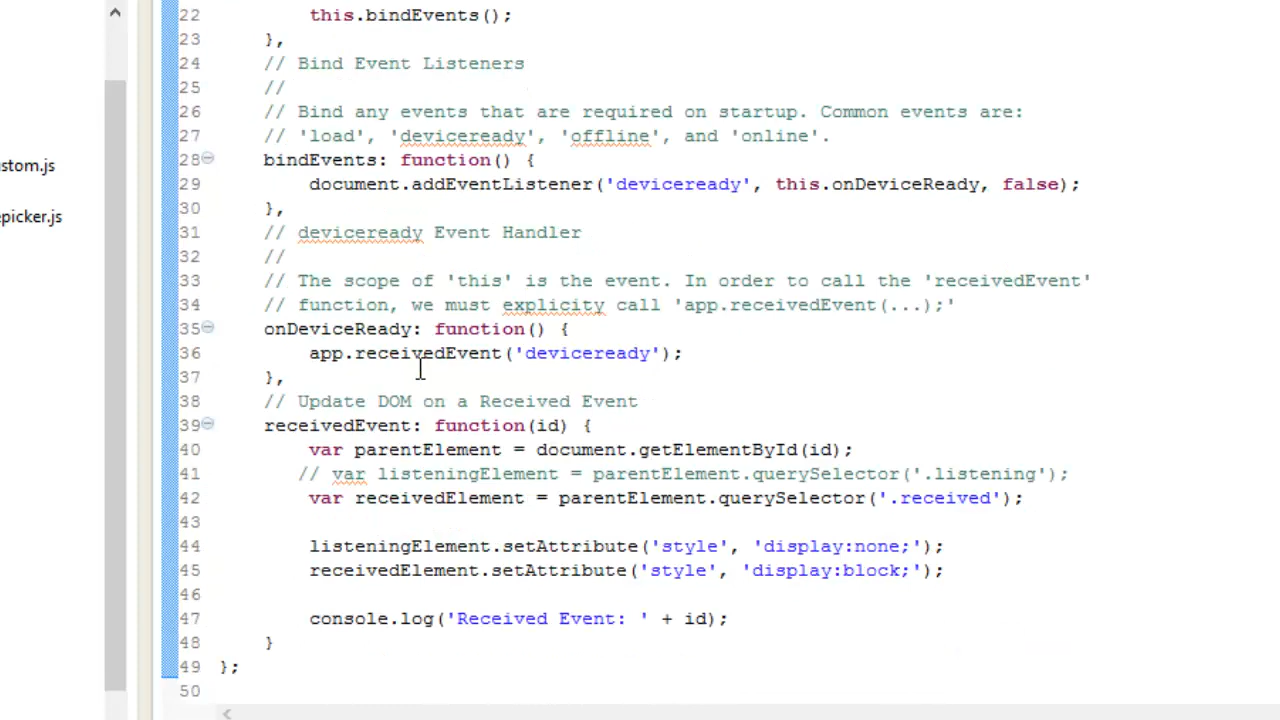 22 this.bindEvents();
23 },
24 // Bind Event Listeners
25 //
26 // Bind any events that are required on startup. Common events are:
27 // 'load', 'deviceready', 'offline', and 'online'.
28 bindEvents: function() {
29 document.addEventListener('deviceready', this.onDeviceReady, false);
30 },
31 // deviceready Event Handler
32 //
33 // The scope of 'this' is the event. In order to call the 'receivedEvent'
34 // function, we must explicity call 'app.receivedEvent(...);'
35 onDeviceReady: function() {
36 app.receivedEvent('deviceready');
37 },
38 // Update DOM on a Received Event
39 receivedEvent: function(id) {
40 var parentElement = document.getElementById(id);
41 // var listeningElement = parentElement.querySelector('.listening');
42 var receivedElement = parentElement.querySelector('.received');
43
44 listeningElement.setAttribute('style', 'display:none;');
45 receivedElement.setAttribute('style', 'display:block;');
46
47 console.log('Received Event: ' + id);
48 }
49 };
50
stom.js
picker.js